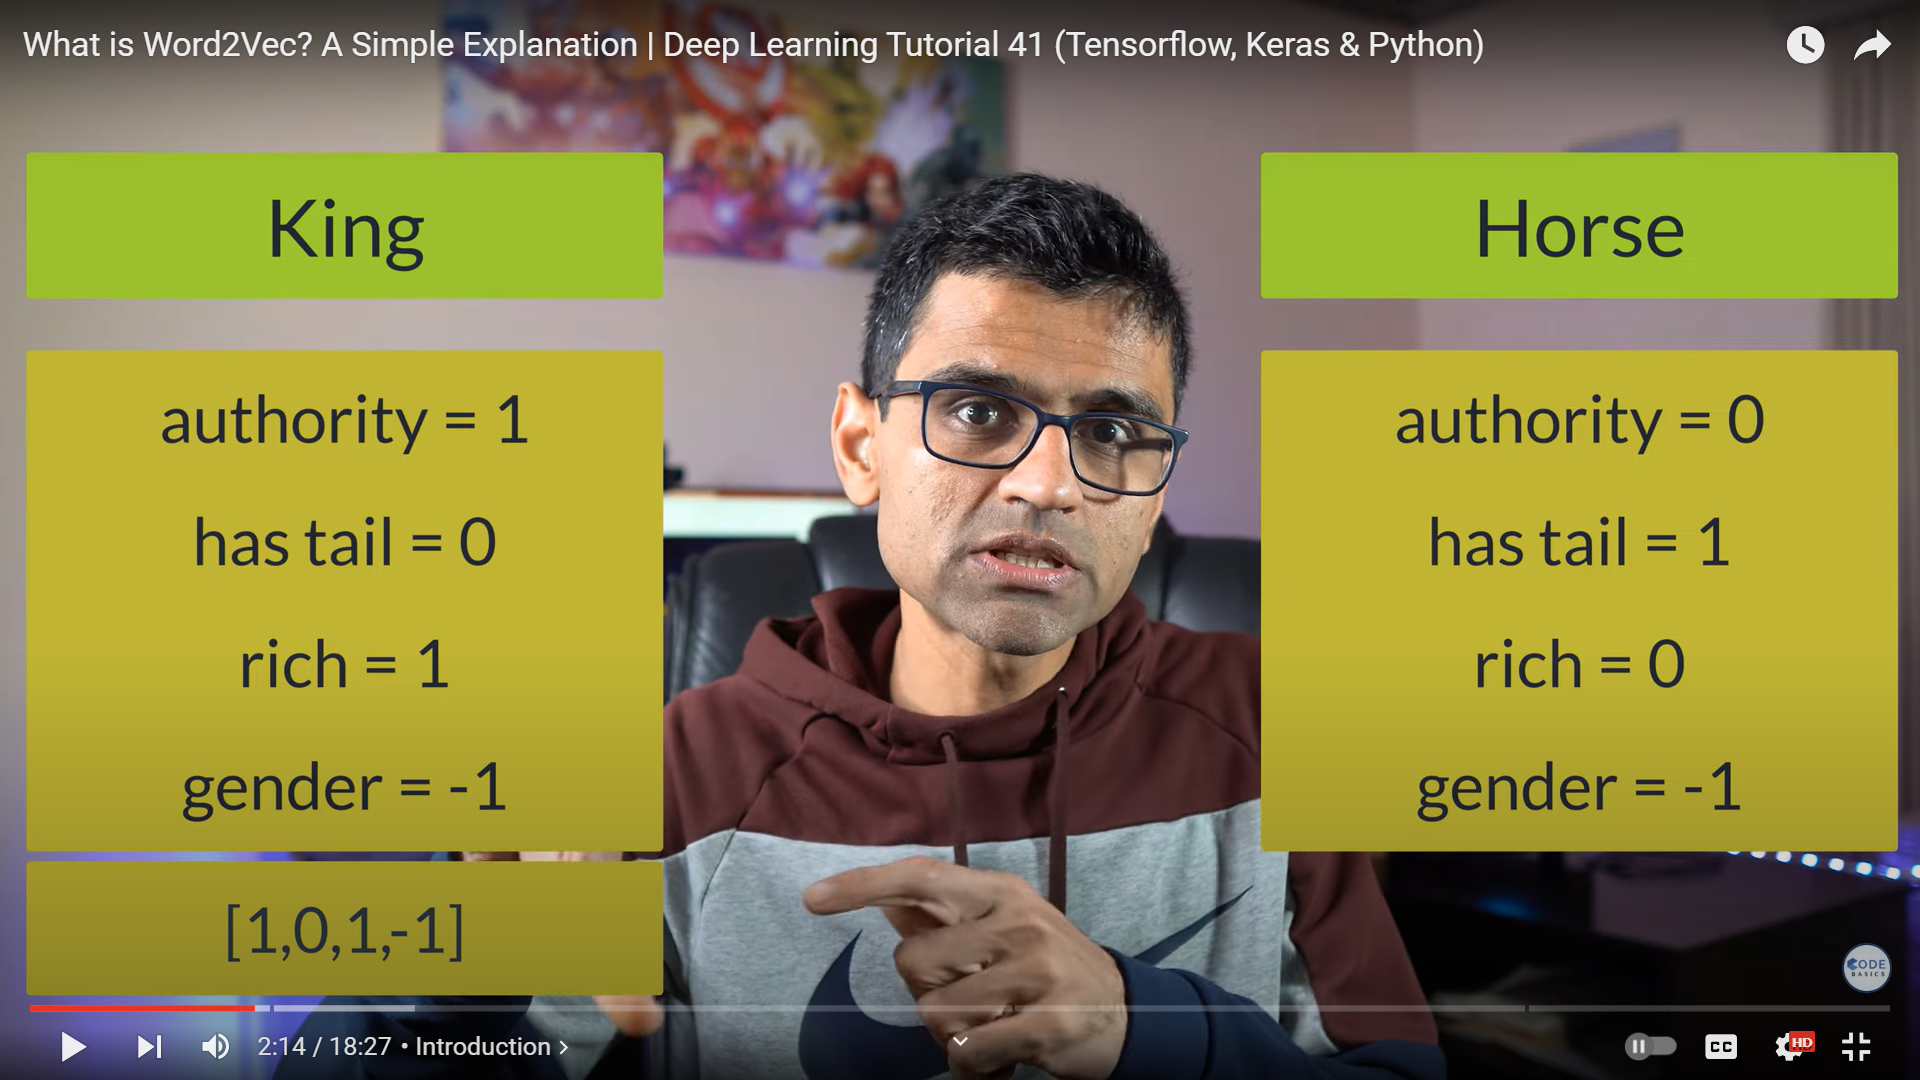 What is Word2Vec? A Simple Explanation | Deep Learning Tutorial 41 (Tensorflow, Keras & Python)
King
authority = 1
has tail = 0
rich = 1
gender = -1
[1,0,1,-1]
Horse
authority = 0
has tail = 1
rich = 0
gender = -1
CODE
BASICS
2:14 / 18:27 • Introduction >
CC
HD